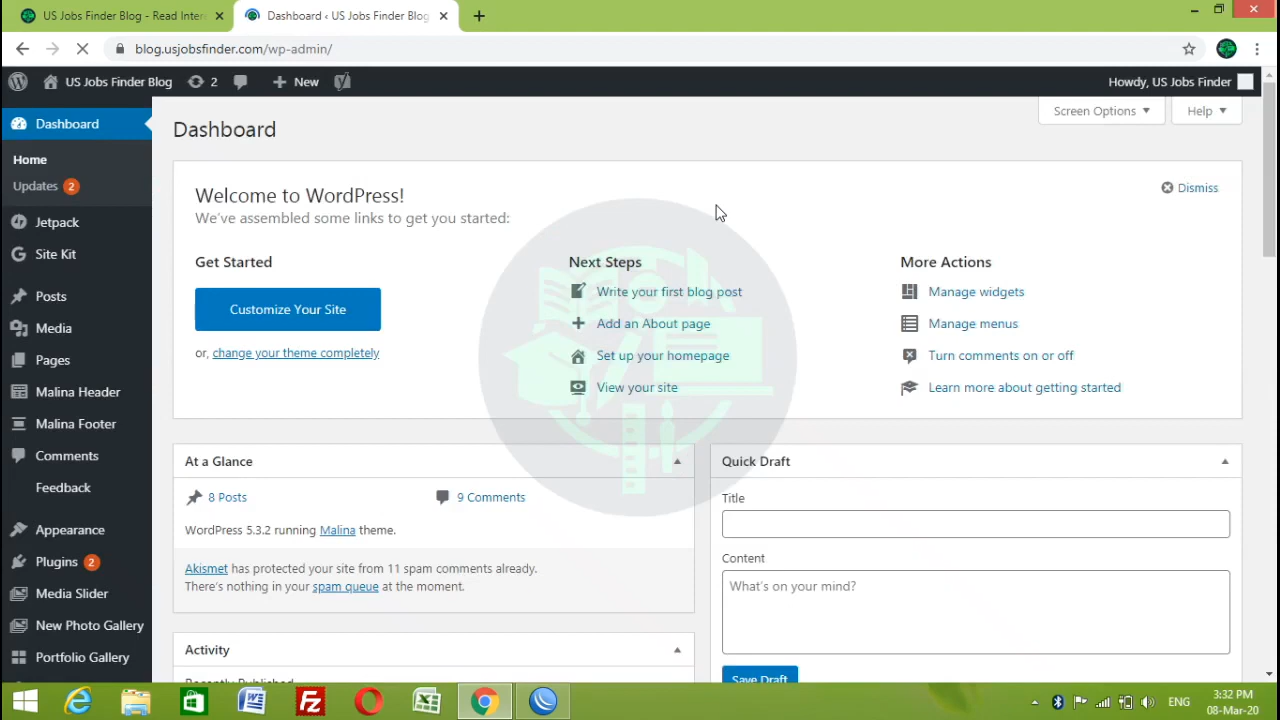 US Jobs Finder Blog - Read Inter
Dashboard ‹ US Jobs Finder Blog
blog.usjobsfinder.com/wp-admin/
US Jobs Finder Blog 2 New Howdy, US Jobs Finder
Screen Options Help
Dashboard
Home
Updates 2
Jetpack
Site Kit
Posts
Media
Pages
Malina Header
Malina Footer
Comments
Feedback
Appearance
Plugins 2
Media Slider
New Photo Gallery
Portfolio Gallery
Dashboard
Welcome to WordPress!
We've assembled some links to get you started:
Dismiss
Get Started
Customize Your Site
or, change your theme completely
Next Steps
Write your first blog post
Add an About page
Set up your homepage
View your site
More Actions
Manage widgets
Manage menus
Turn comments on or off
Learn more about getting started
At a Glance
8 Posts 9 Comments
WordPress 5.3.2 running Malina theme.
Akismet has protected your site from 11 spam comments already.
There's nothing in your spam queue at the moment.
Activity
Recently Published
Quick Draft
Title
Content
What's on your mind?
Save Draft
ENG
3:32 PM
08-Mar-20